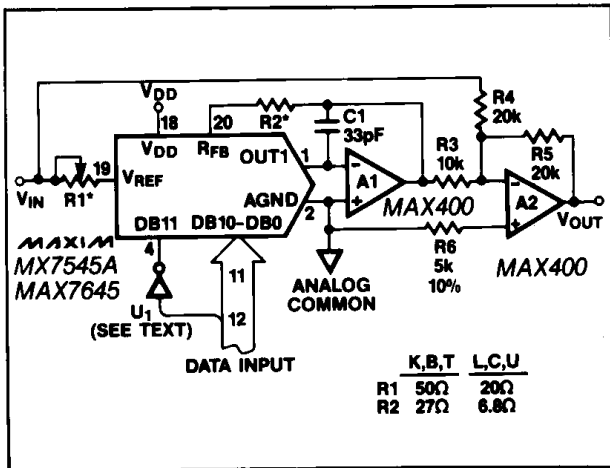 VDD
18
20
R2*
C1
33pF
R4
20k
19
VDD
RFB
OUT1
1
R3
10k
R5
20k
VIN
R1*
VREF
AGND
2
A1
A2
VOUT
MAX400
DB11
DB10-DB0
R6
5k
10%
MAX400
MAXIM
MX7545A
MAX7645
4
11
ANALOG
COMMON
U1
(SEE TEXT)
12
DATA INPUT
K,B,T L,C,U
R1 50Ω 20Ω
R2 27Ω 6.8Ω